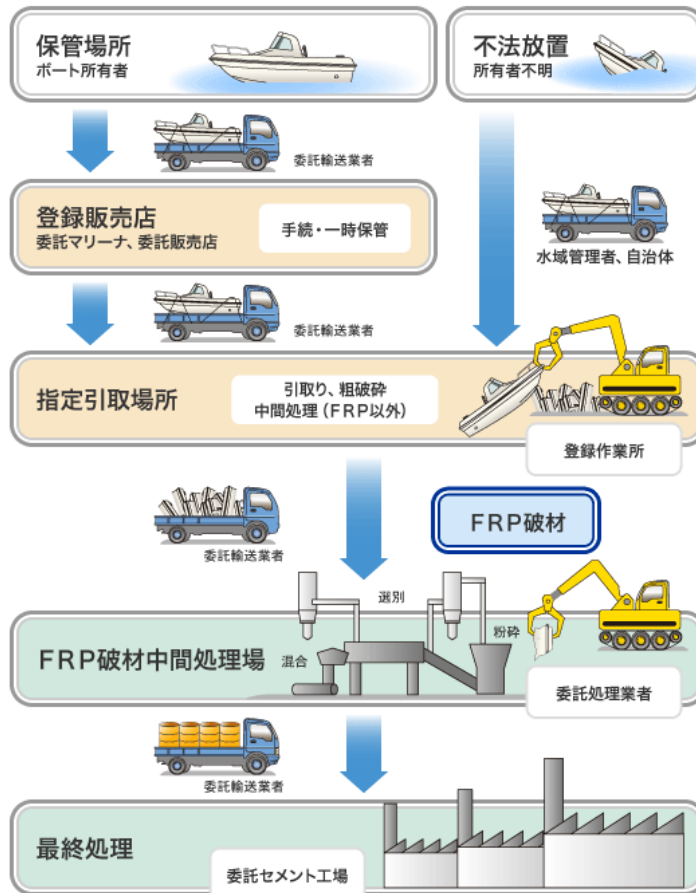 保管場所
ボート所有者
不法放置
所有者不明
委託輸送業者
登録販売店
委託マリーナ、委託販売店
手続・一時保管
水域管理者、自治体
委託輸送業者
指定引取場所
引取り、粗破砕
中間処理（FRP以外）
登録作業所
委託輸送業者
FRP破材
選別
粉砕
混合
FRP破材中間処理場
委託処理業者
委託輸送業者
最終処理
委託セメント工場